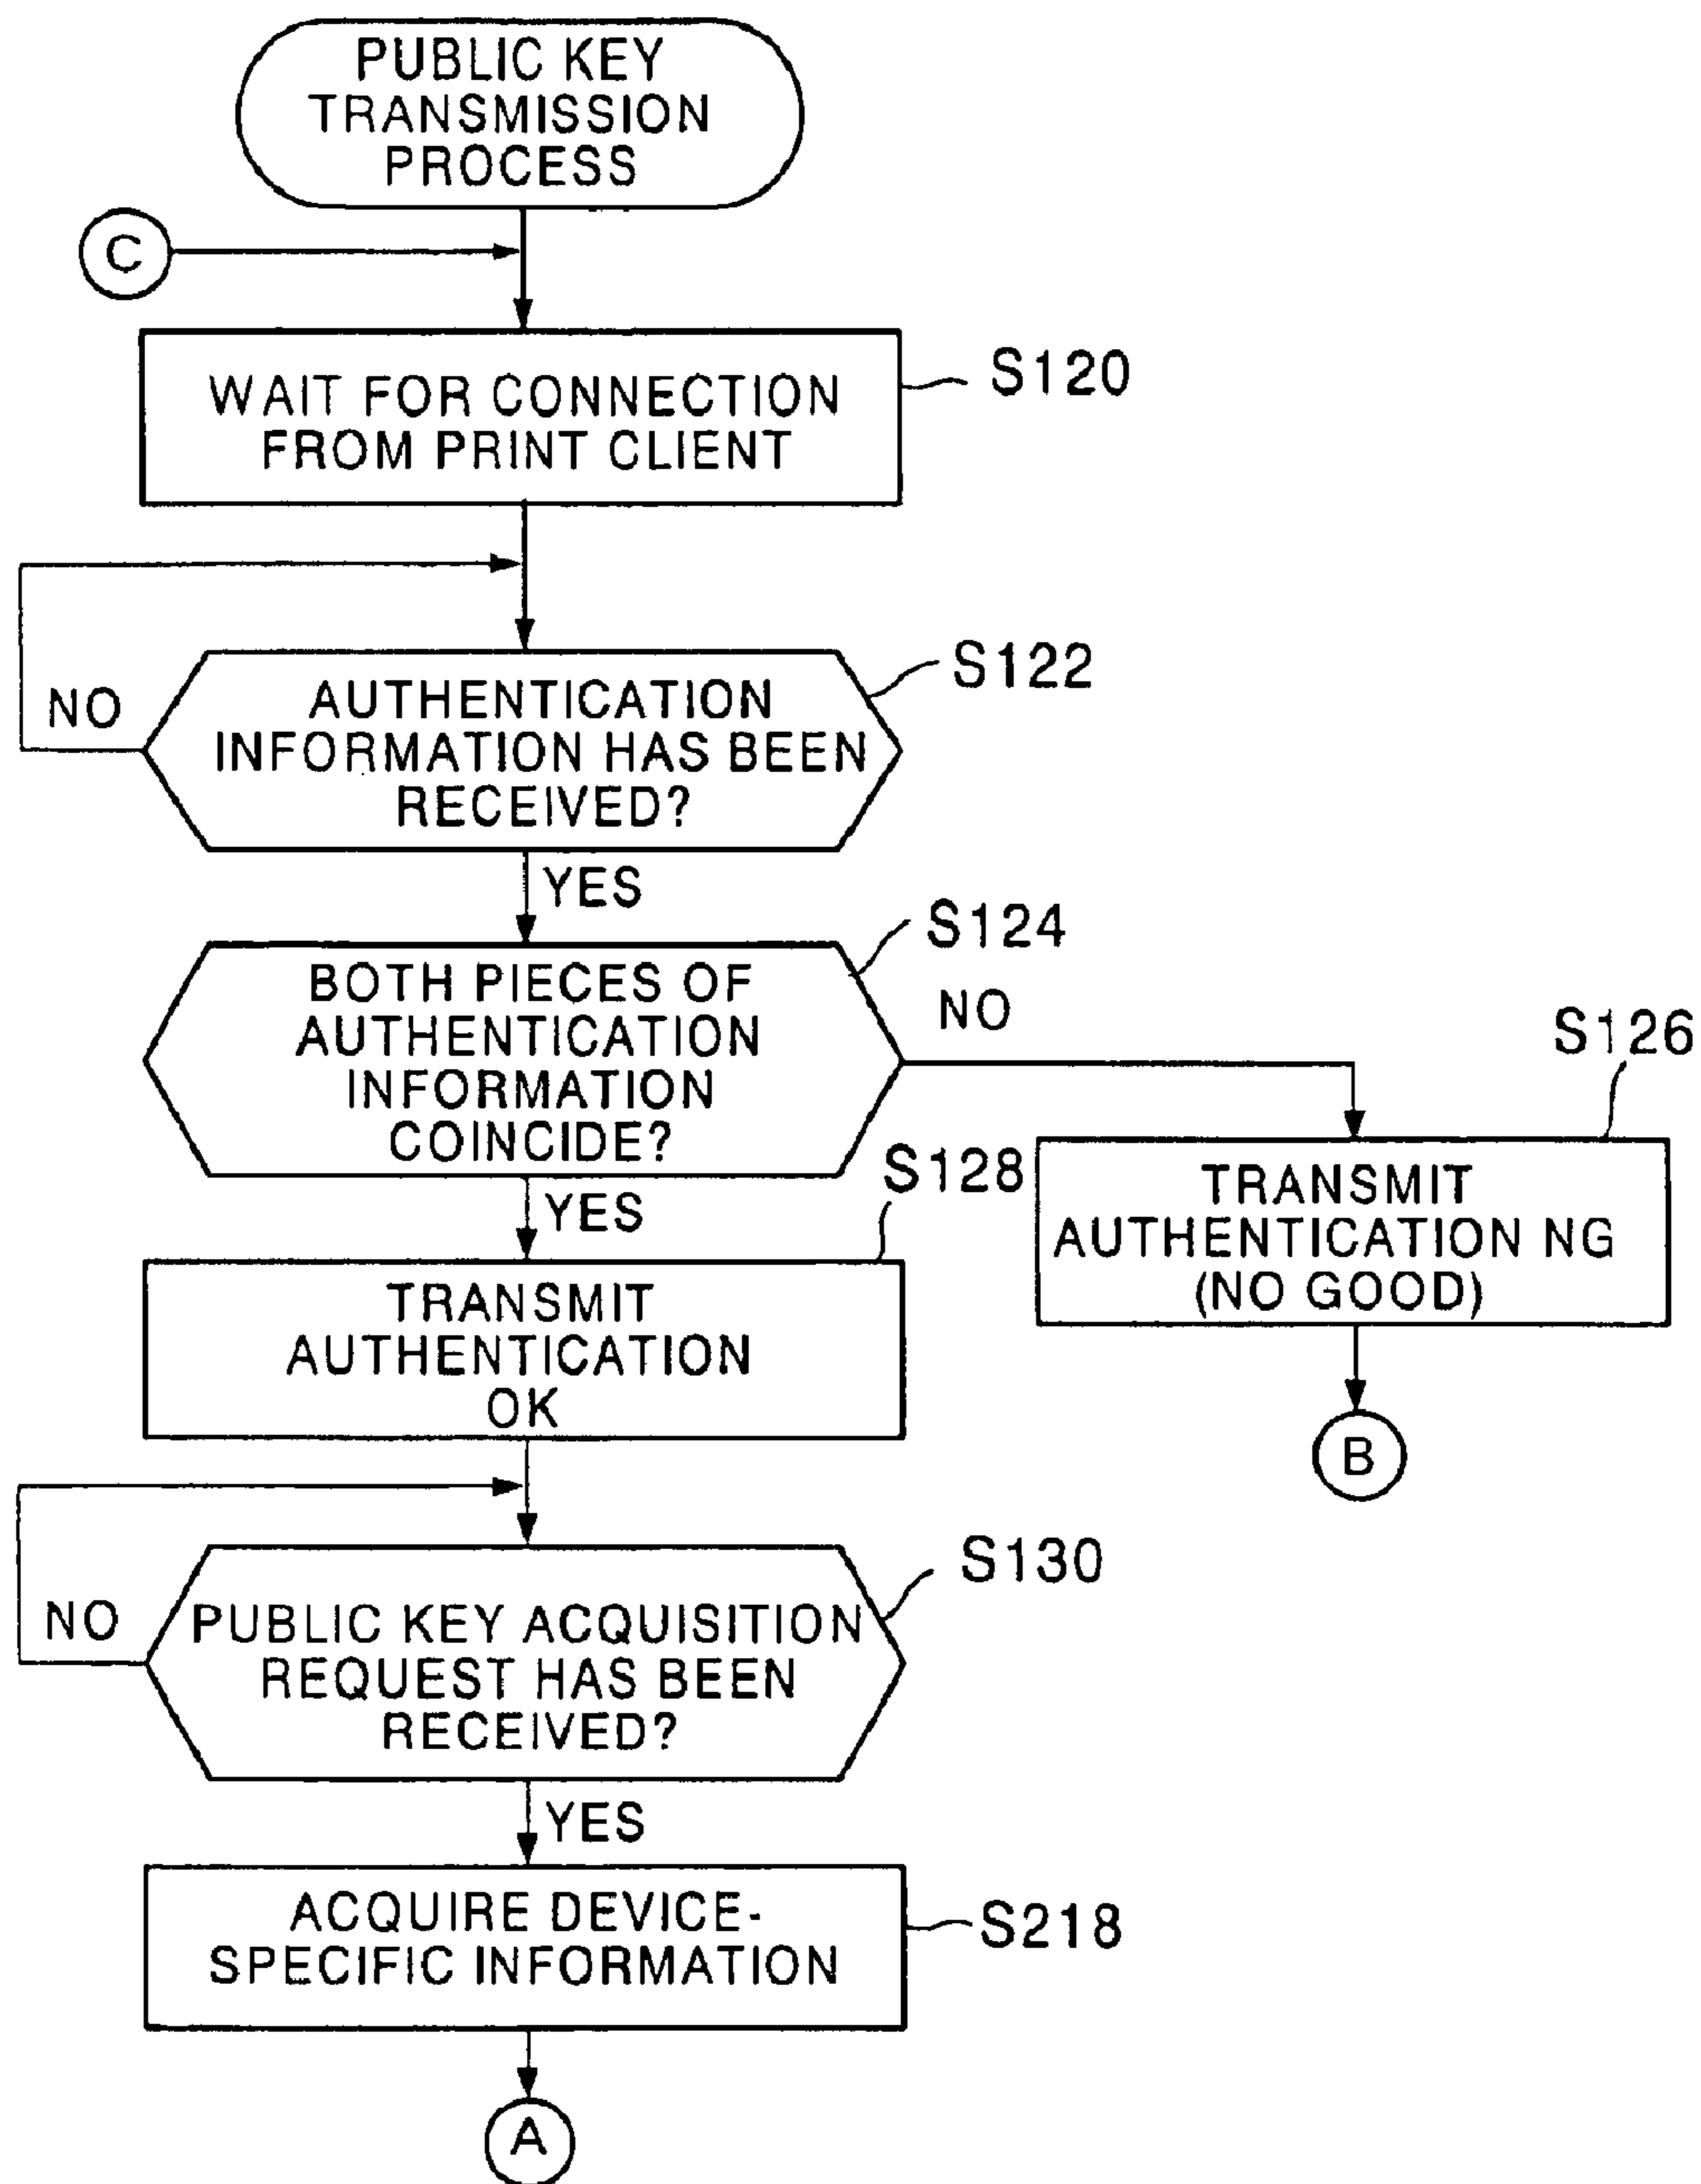 PUBLIC KEY
TRANSMISSION
PROCESS
C
WAIT FOR CONNECTION
FROM PRINT CLIENT
S120
AUTHENTICATION
INFORMATION HAS BEEN
RECEIVED?
S122
NO
YES
BOTH PIECES OF
AUTHENTICATION
INFORMATION
COINCIDE?
S124
NO
YES
S126
TRANSMIT
AUTHENTICATION NG
(NO GOOD)
B
S128
TRANSMIT
AUTHENTICATION
OK
PUBLIC KEY ACQUISITION
REQUEST HAS BEEN
RECEIVED?
S130
NO
YES
ACQUIRE DEVICE-
SPECIFIC INFORMATION
S218
A